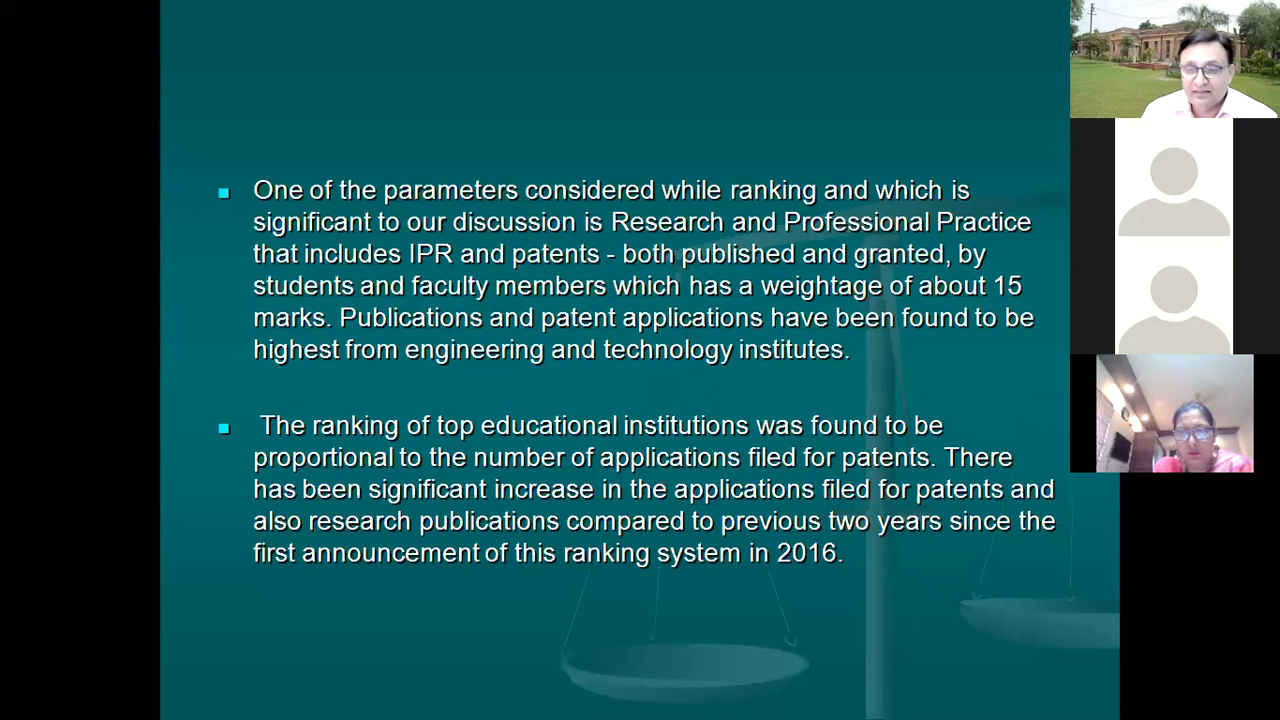 One of the parameters considered while ranking and which is
significant to our discussion is Research and Professional Practice
that includes IPR and patents - both published and granted, by
students and faculty members which has a weightage of about 15
marks. Publications and patent applications have been found to be
highest from engineering and technology institutes.
The ranking of top educational institutions was found to be
proportional to the number of applications filed for patents. There
has been significant increase in the applications filed for patents and
also research publications compared to previous two years since the
first announcement of this ranking system in 2016.